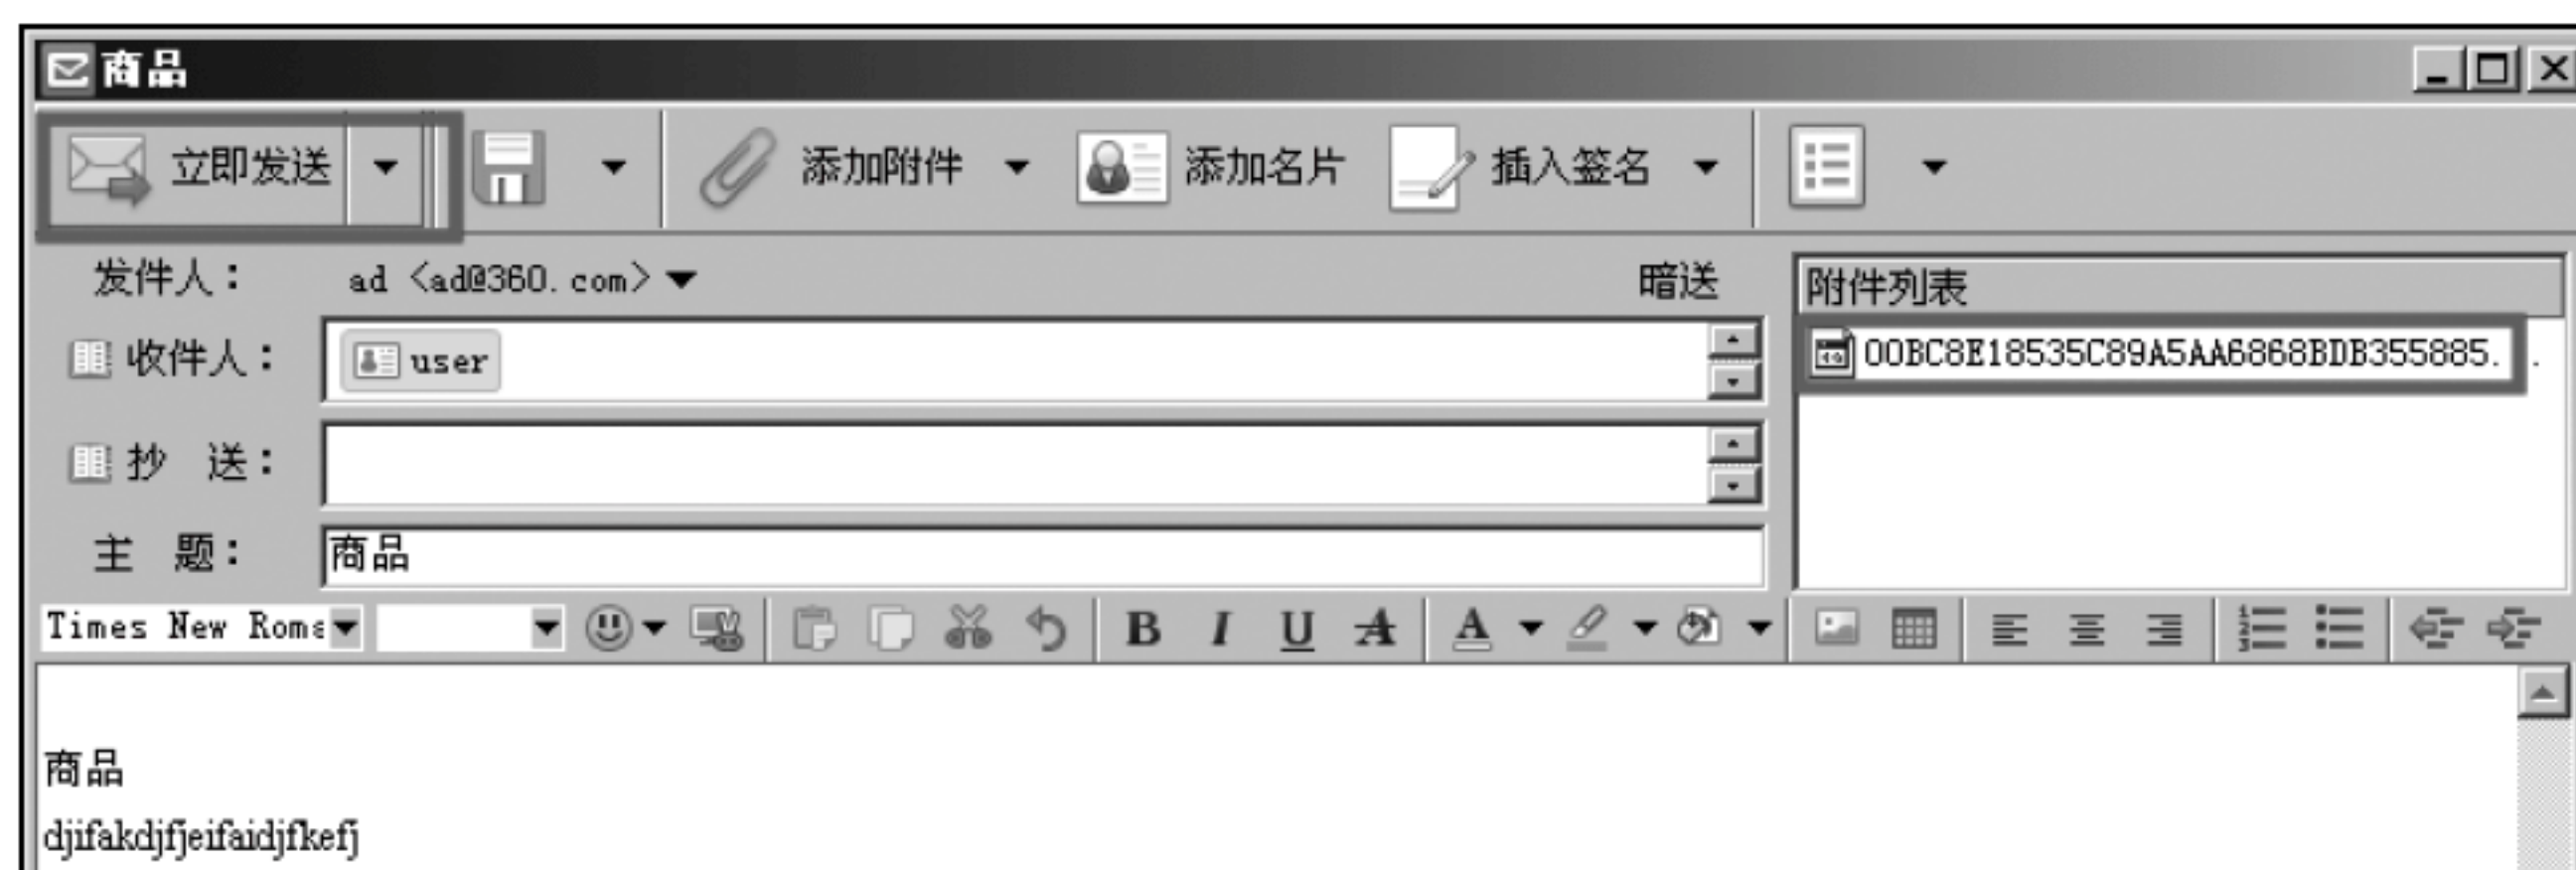 商品
立即发送 添加附件 添加名片 插入签名
发件人： ad <ad@360.com> 暗送
附件列表
收件人： user
00BC8E18535C89A5AA6868BDB355885. .
抄 送：
主 题： 商品
Times New Roma
B I U A A
商品
djifakdjfjeifaidjfkefj